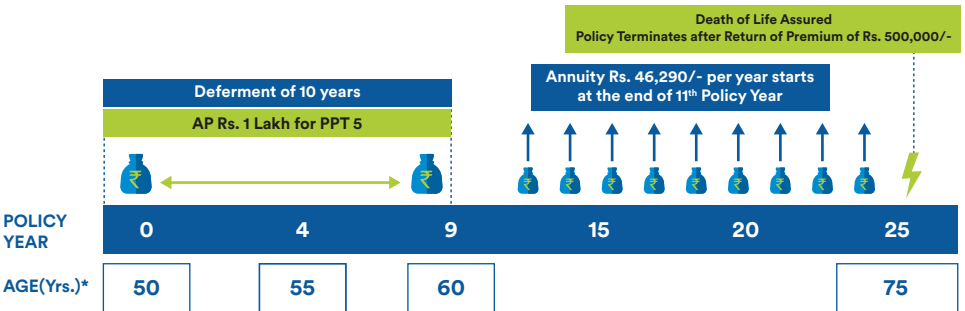 Death of Life Assured
Policy Terminates after Return of Premium of Rs. 500,000/-
Deferment of 10 years
Annuity Rs. 46,290/- per year starts
at the end of 11th Policy Year
AP Rs. 1 Lakh for PPT 5
₹ ₹ ₹ ₹ ₹ ₹ ₹ ₹ ₹ ₹ ₹
POLICY
YEAR
0 4 9 15 20 25
AGE(Yrs.)* 50 55 60 75